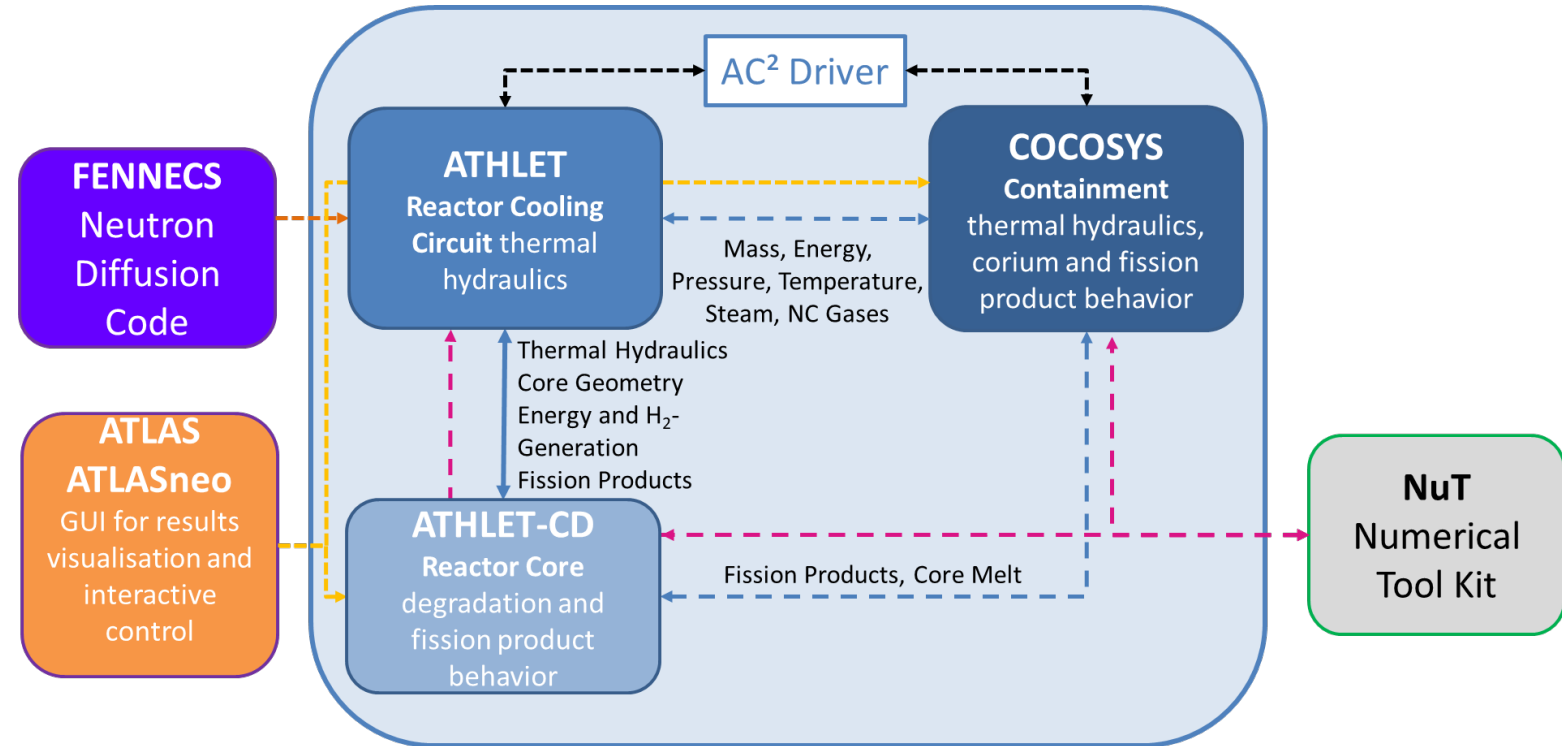 AC² Driver
FENNECS
Neutron
Diffusion
Code
ATHLET
Reactor Cooling
Circuit thermal
hydraulics
COCOSYS
Containment
thermal hydraulics,
corium and fission
product behavior
Mass, Energy,
Pressure, Temperature,
Steam, NC Gases
Thermal Hydraulics
Core Geometry
Energy and H₂-
Generation
Fission Products
ATLAS
ATLASneo
GUI for results
visualisation and
interactive
control
ATHLET-CD
Reactor Core
degradation and
fission product
behavior
Fission Products, Core Melt
NuT
Numerical
Tool Kit